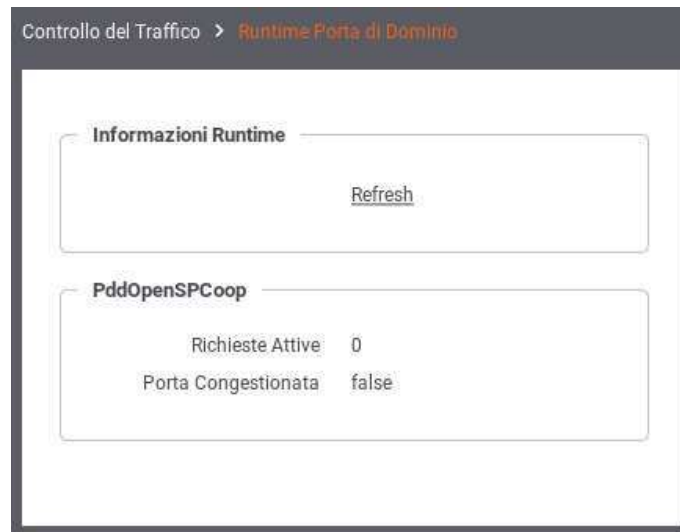 Controllo del Traffico > Runtime Porta di Dominio
Informazioni Runtime
Refresh
PddOpenSPCoop
Richieste Attive 0
Porta Congestionata false